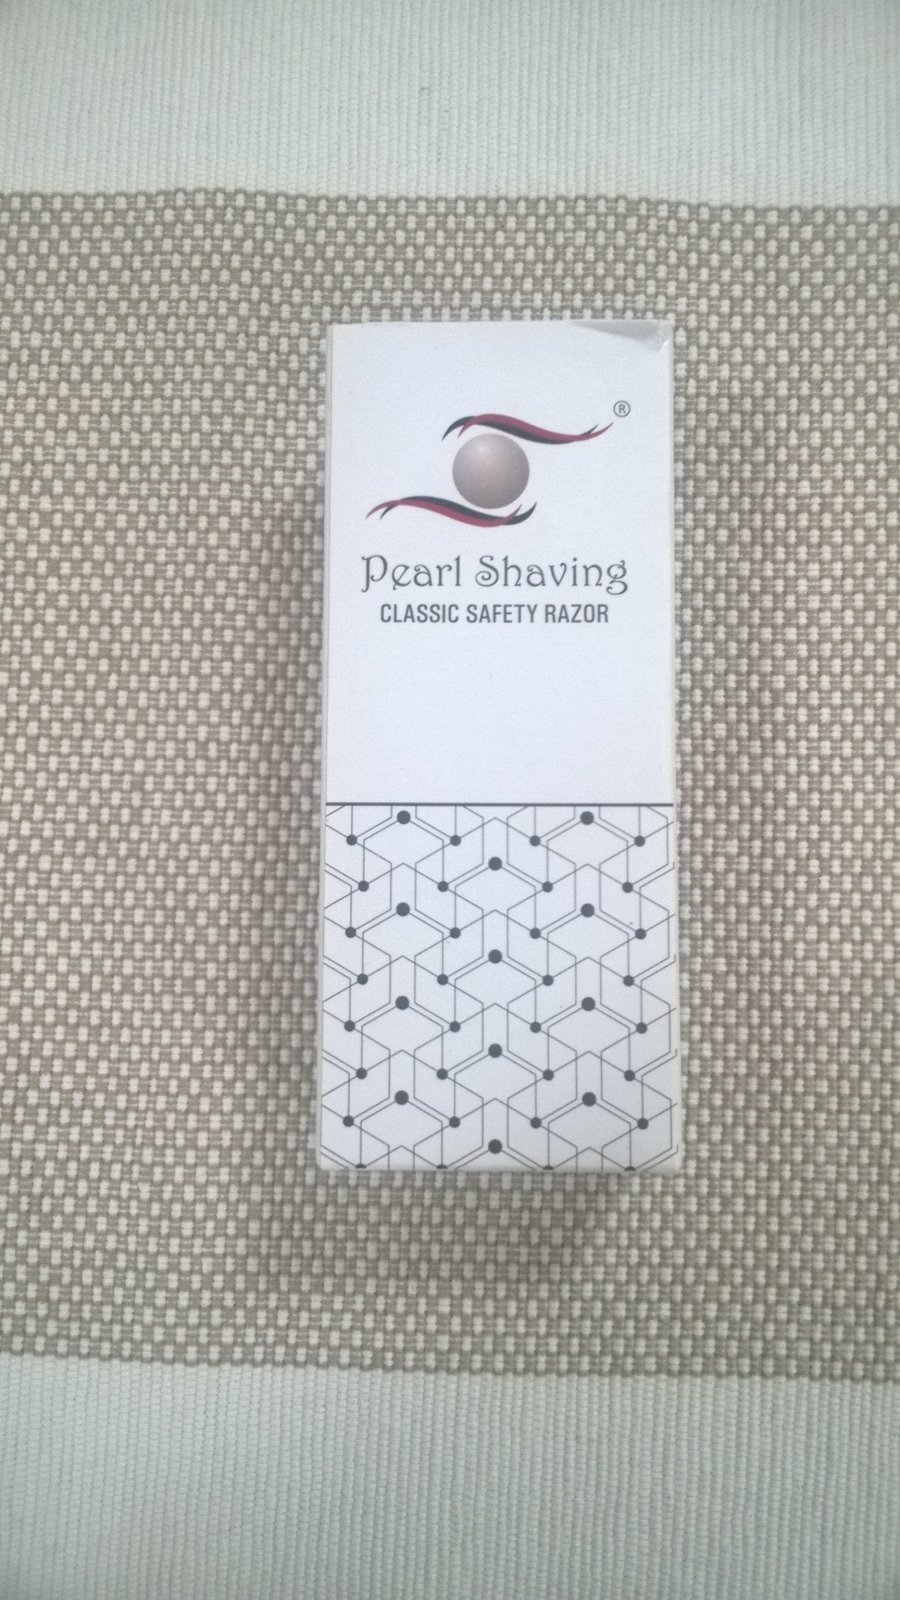 ®
Pearl Shaving
CLASSIC SAFETY RAZOR